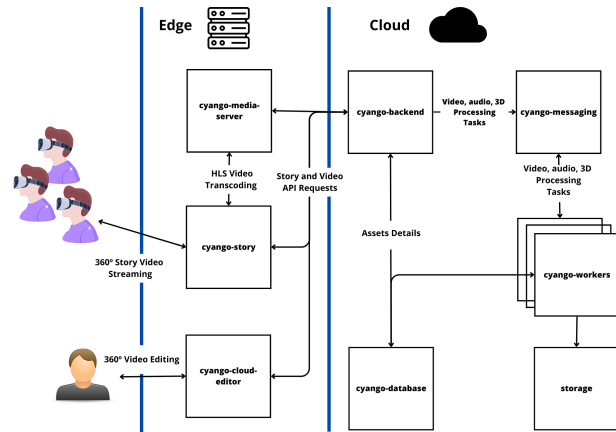 Edge
Cloud
cyango-media-
server
cyango-backend
Video, audio, 3D
Processing
Tasks
cyango-messaging
HLS Video
Transcoding
Story and Video
API Requests
Video, audio, 3D
Processing
Tasks
cyango-story
Assets Details
360º Story Video
Streaming
cyango-workers
360º Video Editing
cyango-cloud-
editor
cyango-database
storage